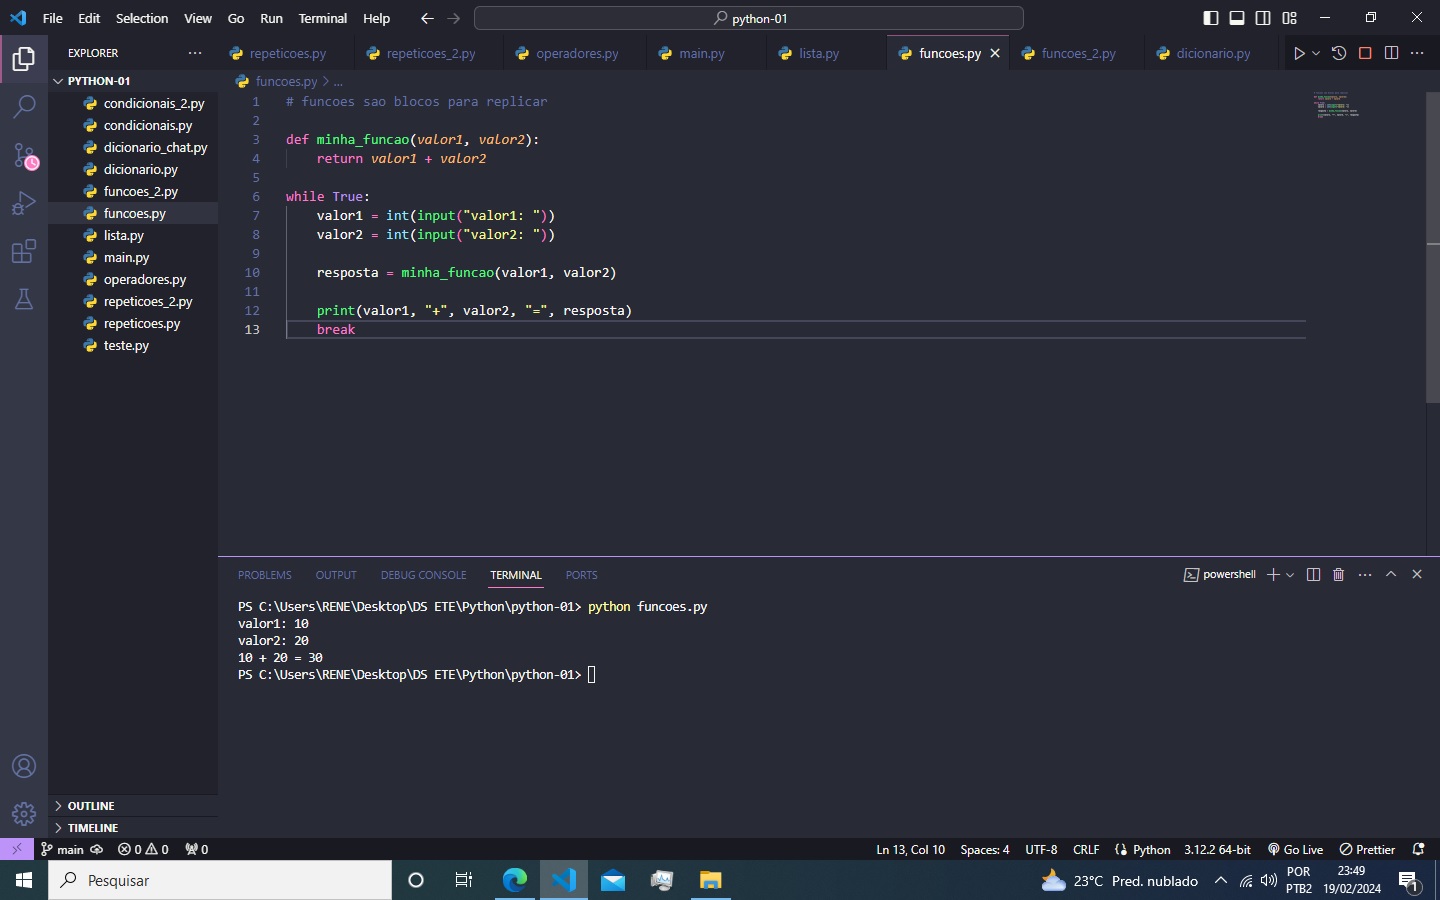 File Edit Selection View Go Run Terminal Help
python-01
EXPLORER
repeticoes.py repeticoes_2.py operadores.py main.py lista.py funcoes.py funcoes_2.py dicionario.py
PYTHON-01
condicionais_2.py
condicionais.py
dicionario_chat.py
dicionario.py
funcoes_2.py
funcoes.py
lista.py
main.py
operadores.py
repeticoes_2.py
repeticoes.py
teste.py
OUTLINE
TIMELINE
funcoes.py > ...
1 # funcoes sao blocos para replicar
2
3 def minha_funcao(valor1, valor2):
4     return valor1 + valor2
5
6 while True:
7     valor1 = int(input("valor1: "))
8     valor2 = int(input("valor2: "))
9
10     resposta = minha_funcao(valor1, valor2)
11
12     print(valor1, "+", valor2, "=", resposta)
13     break
PROBLEMS OUTPUT DEBUG CONSOLE TERMINAL PORTS
powershell
PS C:\Users\RENE\Desktop\DS ETE\Python\python-01> python funcoes.py
valor1: 10
valor2: 20
10 + 20 = 30
PS C:\Users\RENE\Desktop\DS ETE\Python\python-01>
main 0 0 0
Ln 13, Col 10 Spaces: 4 UTF-8 CRLF Python 3.12.2 64-bit Go Live Prettier
Pesquisar
23°C Pred. nublado
POR
PTB2
23:49
19/02/2024
1